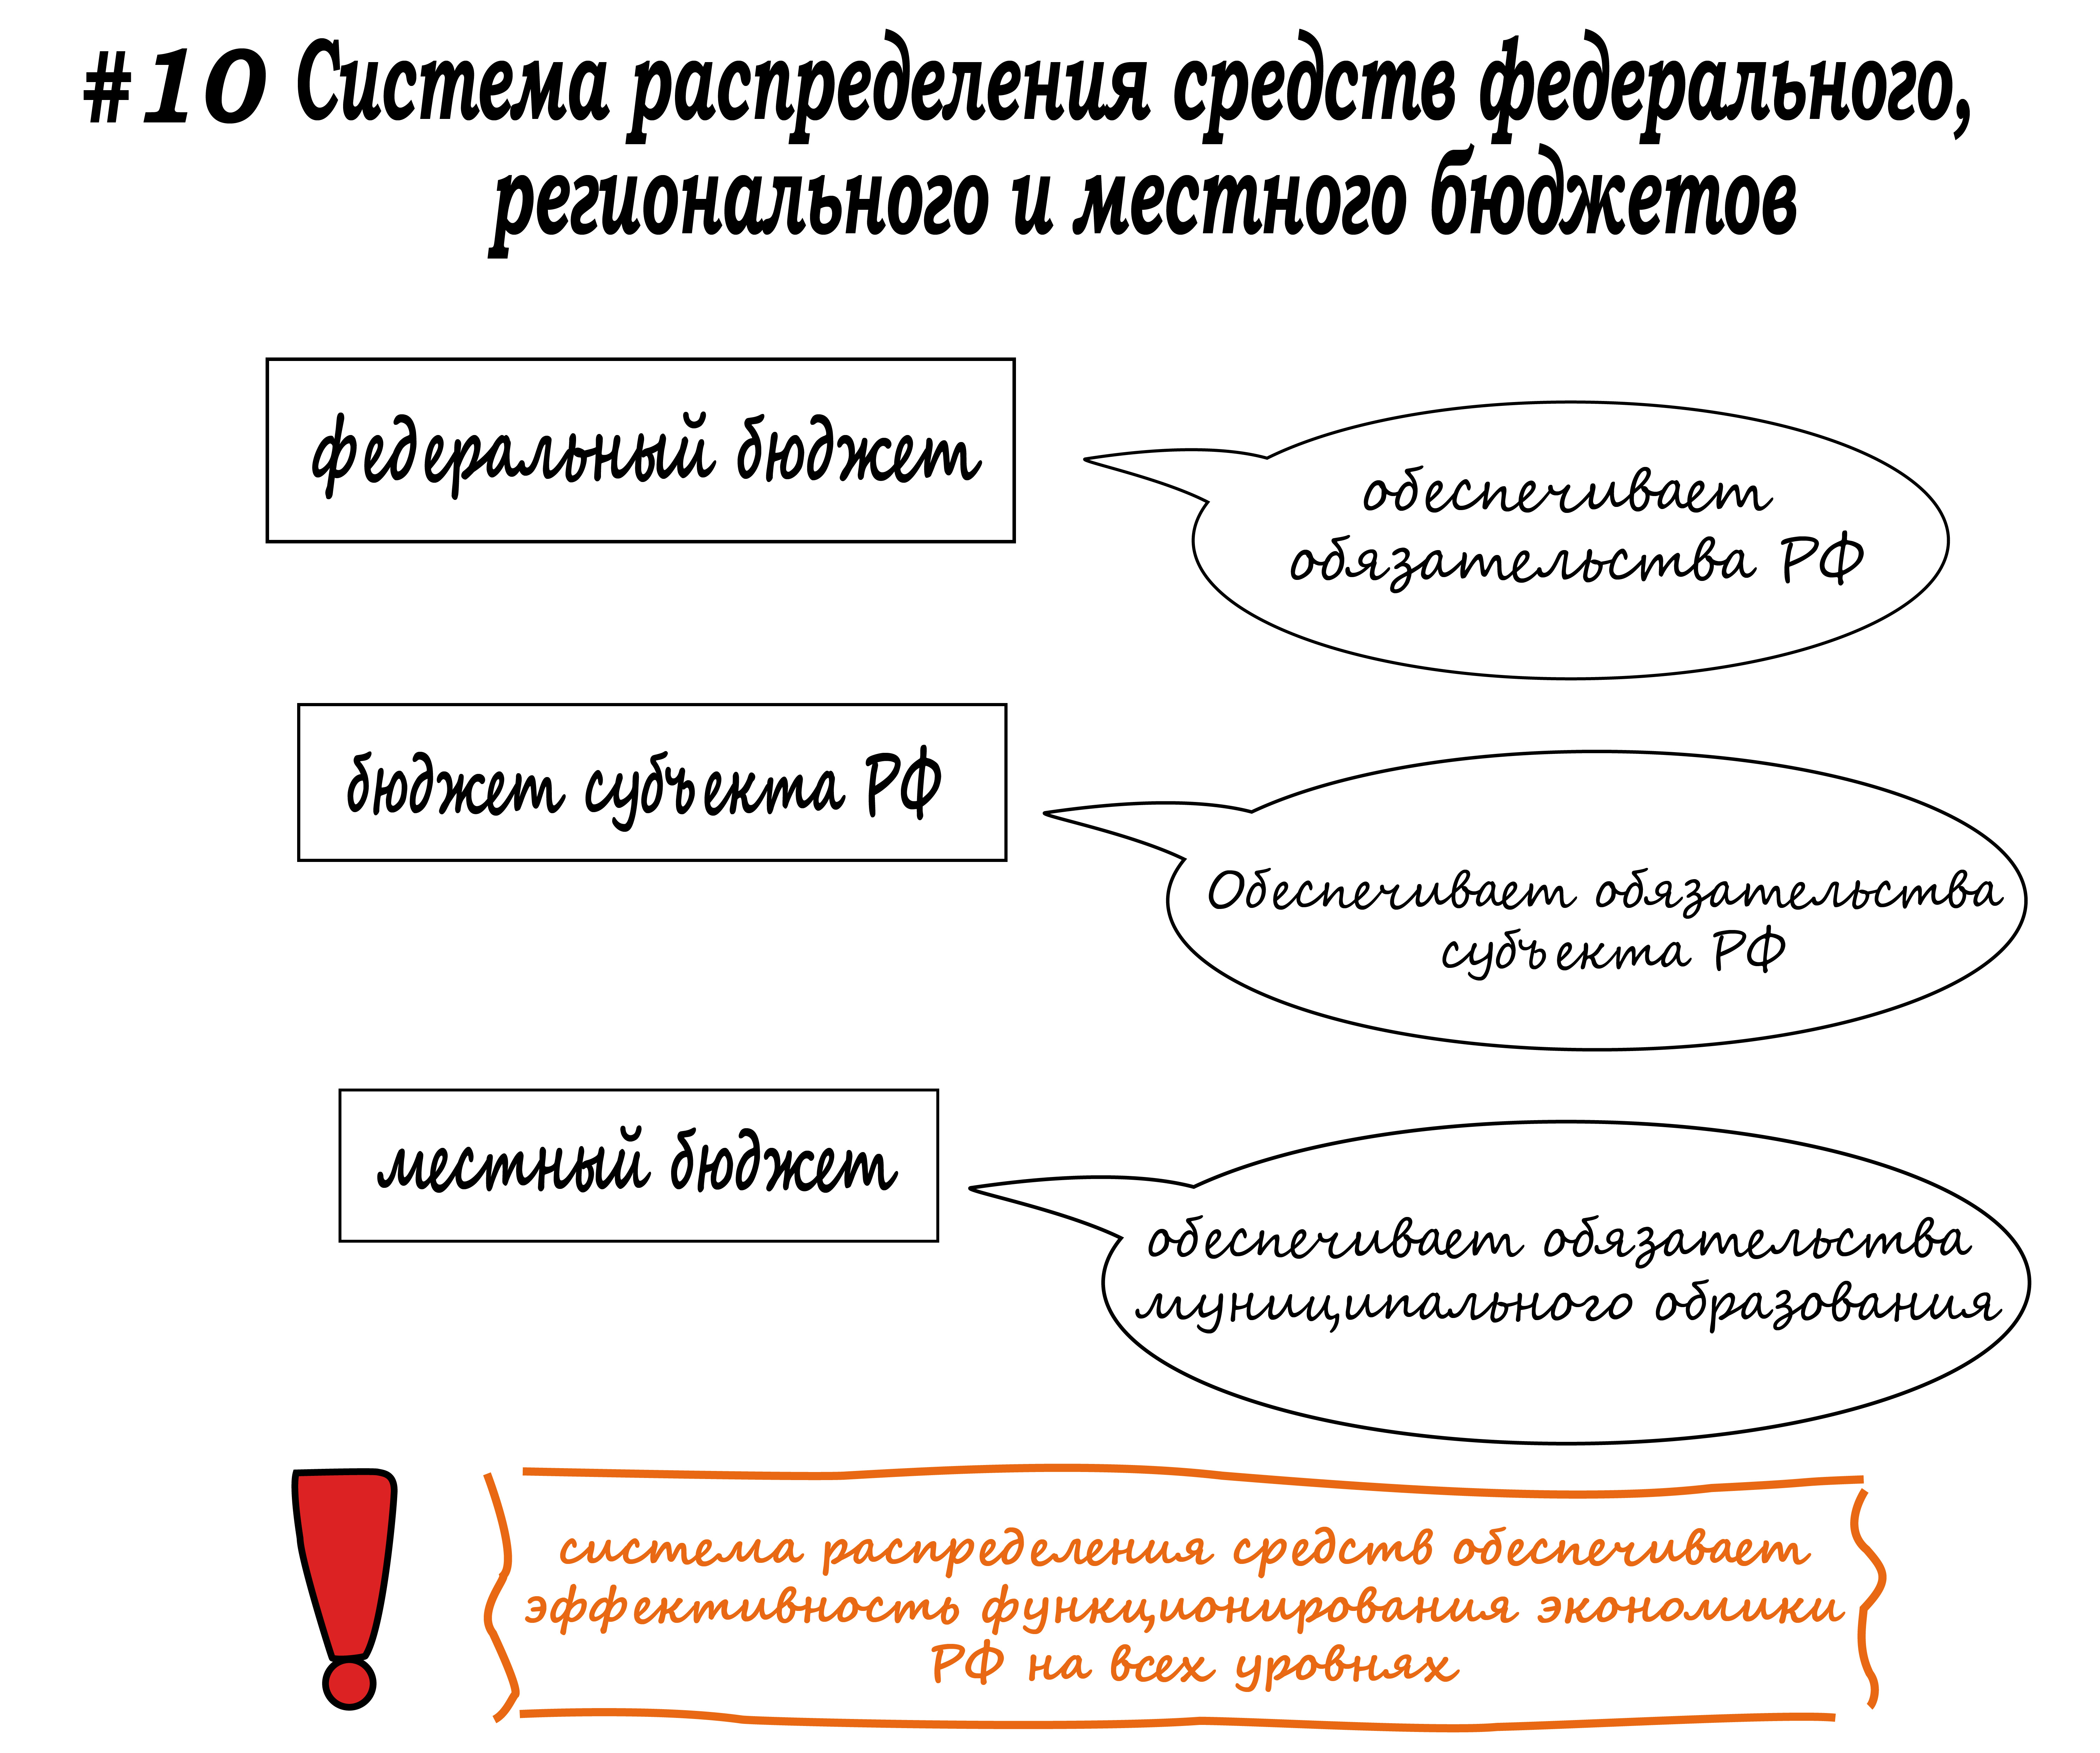 #10 Система распределения средств федерального,
регионального и местного бюджетов
федеральный бюджет
обеспечивает
обязательства РФ
бюджет субъекта РФ
Обеспечивает обязательства
субъекта РФ
местный бюджет
обеспечивает обязательства
муниципального образования
система распределения средств обеспечивает
эффективность функционирования экономики
РФ на всех уровнях